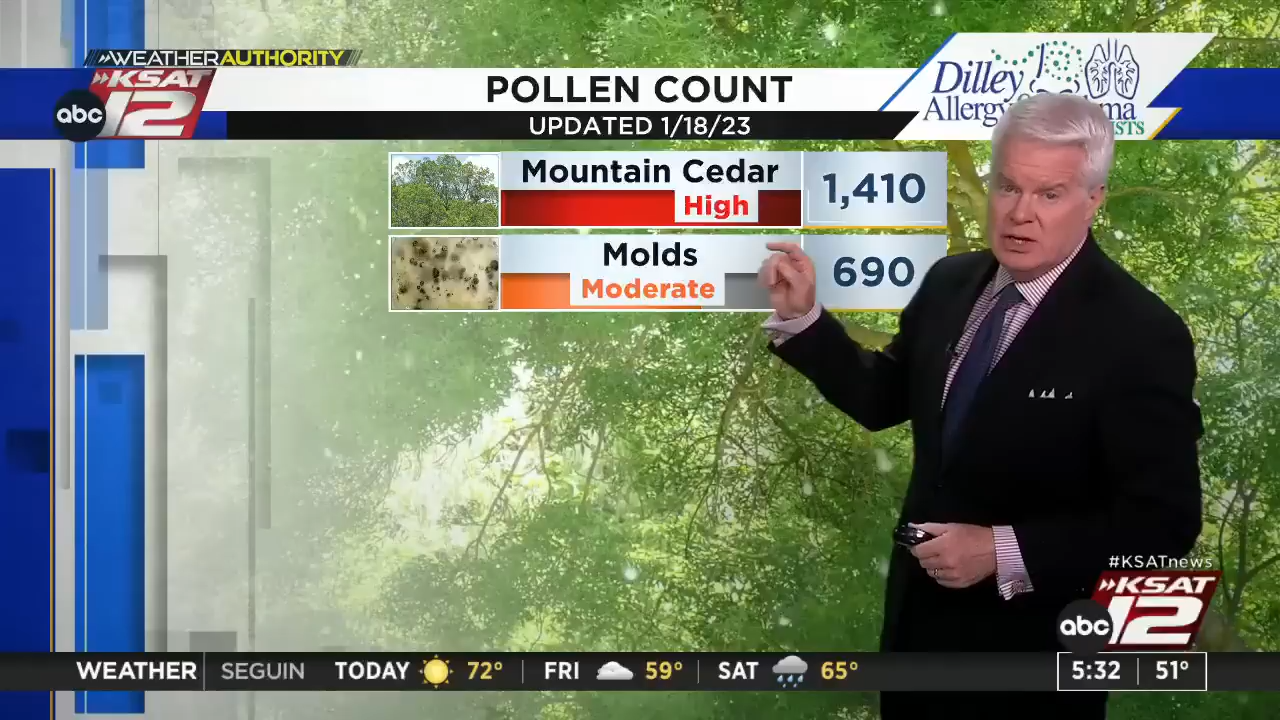 WEATHERAUTHORITY
KSAT
abc 12
POLLEN COUNT
UPDATED 1/18/23
Dilley
Allergy
Mountain Cedar
High
1,410
Molds
Moderate
690
#KSATnews
KSAT
abc 12
WEATHER SEGUIN TODAY 72° FRI 59° SAT 65° 5:32 51°